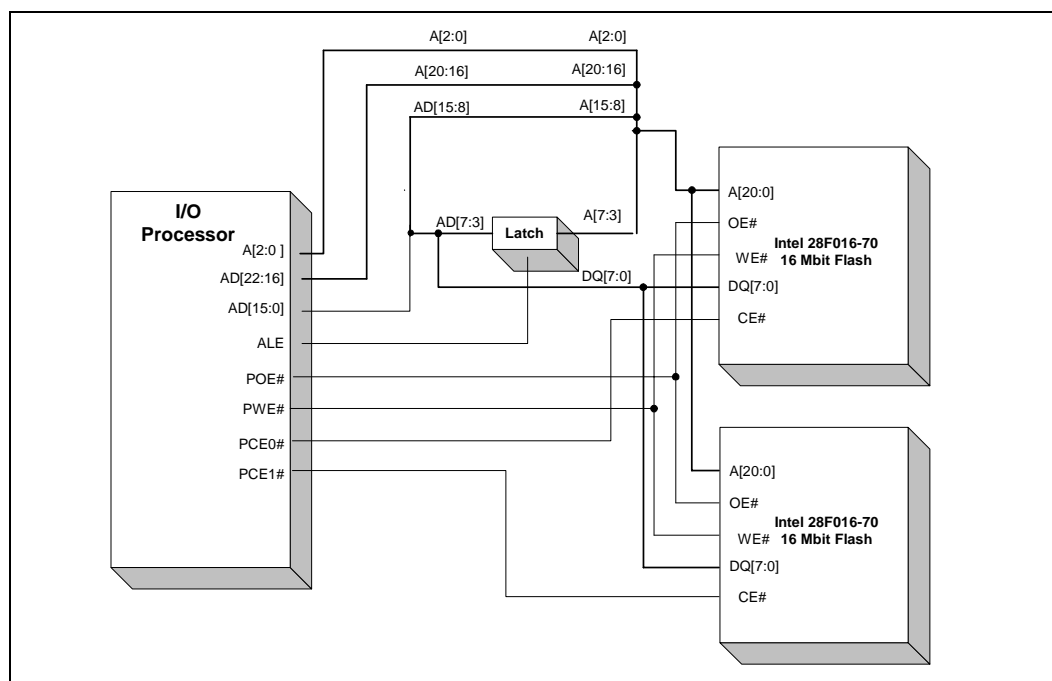 A[2:0]
A[2:0]
A[20:16]
A[20:16]
AD[15:8]
A[15:8]
I/O
Processor
A[2:0 ]
AD[22:16]
AD[15:0]
ALE
POE#
PWE#
PCE0#
PCE1#
AD[7:3]
Latch
A[7:3]
DQ[7:0]
A[20:0]
OE#
Intel 28F016-70
16 Mbit Flash
WE#
DQ[7:0]
CE#
A[20:0]
OE#
Intel 28F016-70
16 Mbit Flash
WE#
DQ[7:0]
CE#